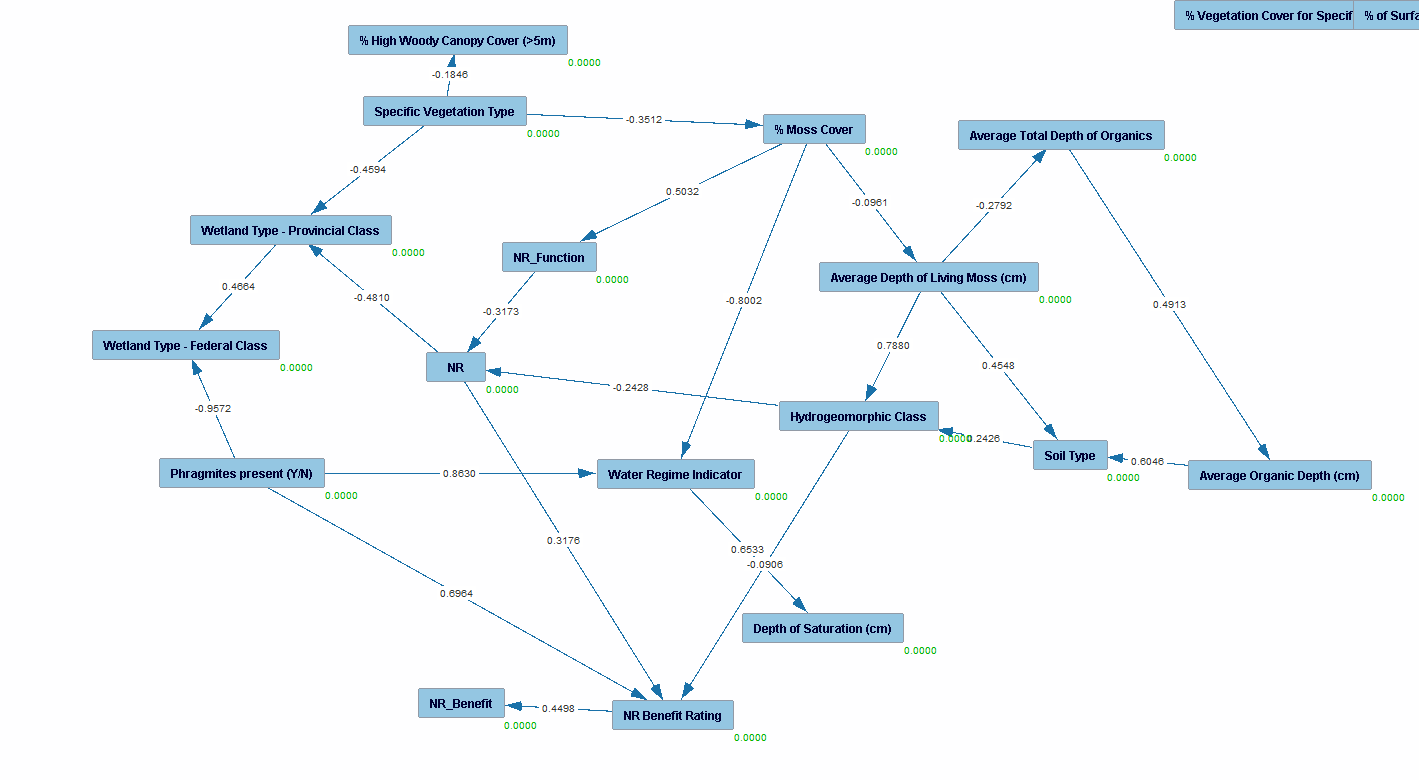 % Vegetation Cover for Specif
% of Surfa
% High Woody Canopy Cover (>5m)
0.0000
-0.1846
Specific Vegetation Type
0.0000
-0.3512
% Moss Cover
0.0000
Average Total Depth of Organics
0.0000
-0.4594
0.5032
-0.0961
-0.2792
Wetland Type - Provincial Class
0.0000
NR_Function
0.0000
Average Depth of Living Moss (cm)
0.0000
0.4664
-0.4810
-0.3173
-0.8002
0.4913
Wetland Type - Federal Class
0.0000
0.7880
0.4548
NR
0.0000
-0.2428
-0.9572
Hydrogeomorphic Class
0.0000
0.2426
Soil Type
0.0000
0.6046
Average Organic Depth (cm)
0.0000
Phragmites present (Y/N)
0.0000
0.8630
Water Regime Indicator
0.0000
0.3176
0.6533
-0.0906
0.6964
Depth of Saturation (cm)
0.0000
NR_Benefit
0.0000
0.4498
NR Benefit Rating
0.0000